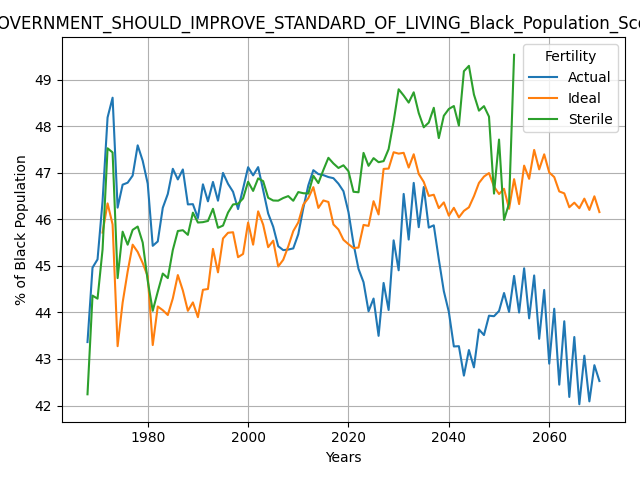 OVERNMENT_SHOULD_IMPROVE_STANDARD_OF_LIVING_Black_Population_Sc
Fertility
Actual
Ideal
Sterile
% of Black Population
49
48
47
46
45
44
43
42
1980
2000
2020
2040
2060
Years